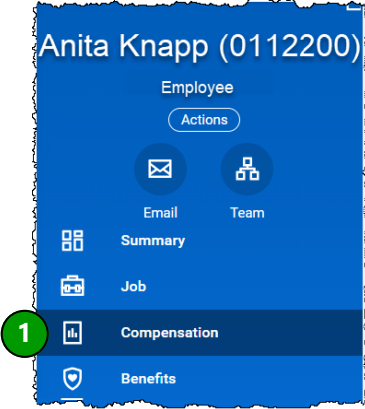 Anita Knapp (0112200)
Employee
Actions
Email Team
Summary
Job
1 Compensation
Benefits